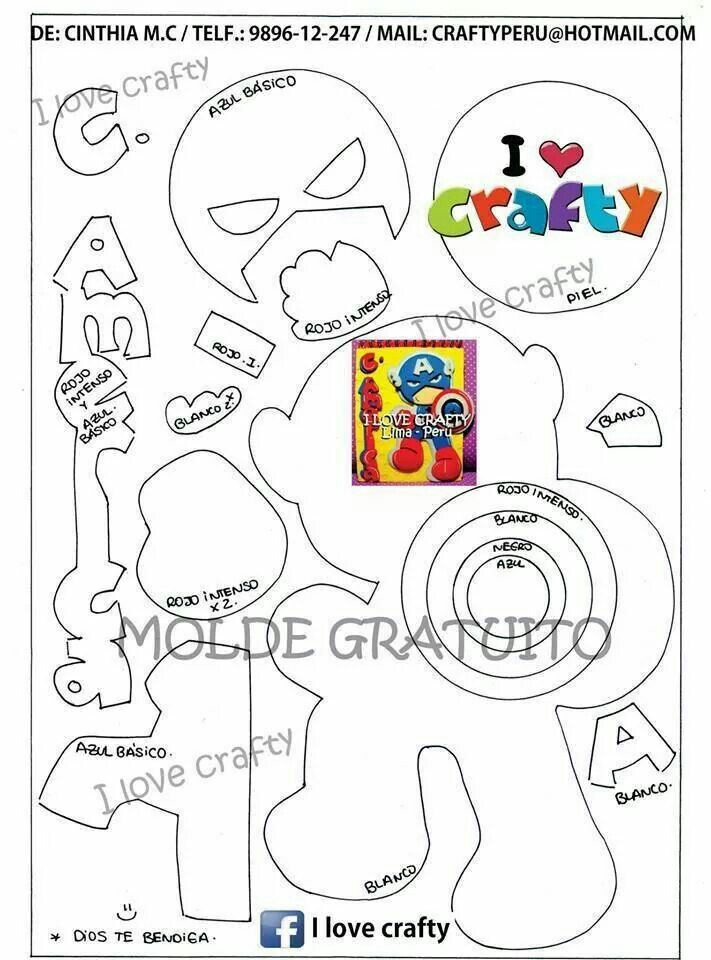 DE: CINTHIA M.C / TELF.: 9896-12-247 / MAIL.: CRAFTYPERU@HOTMAIL.COM
I love crafty
AZUL BÁSICO
I
crafty
PIEL.
ROJO INTENSO
ROJO.1.
BLANCO
ROJO
INTENSO
Y
AZUL.
BÁSICO
I love crafty
I LOVE CRAFTY
Lima - Perú
A
BLANCO
ROJO INTENSO
X2.
ROJO INTENSO.
BLANCO
NEGRO
AZUL
MOLDE GRATUITO
AZUL BÁSICO.
I love crafty
A
BLANCO.
BLANCO
* DIOS TE BENDIGA.
f I love crafty